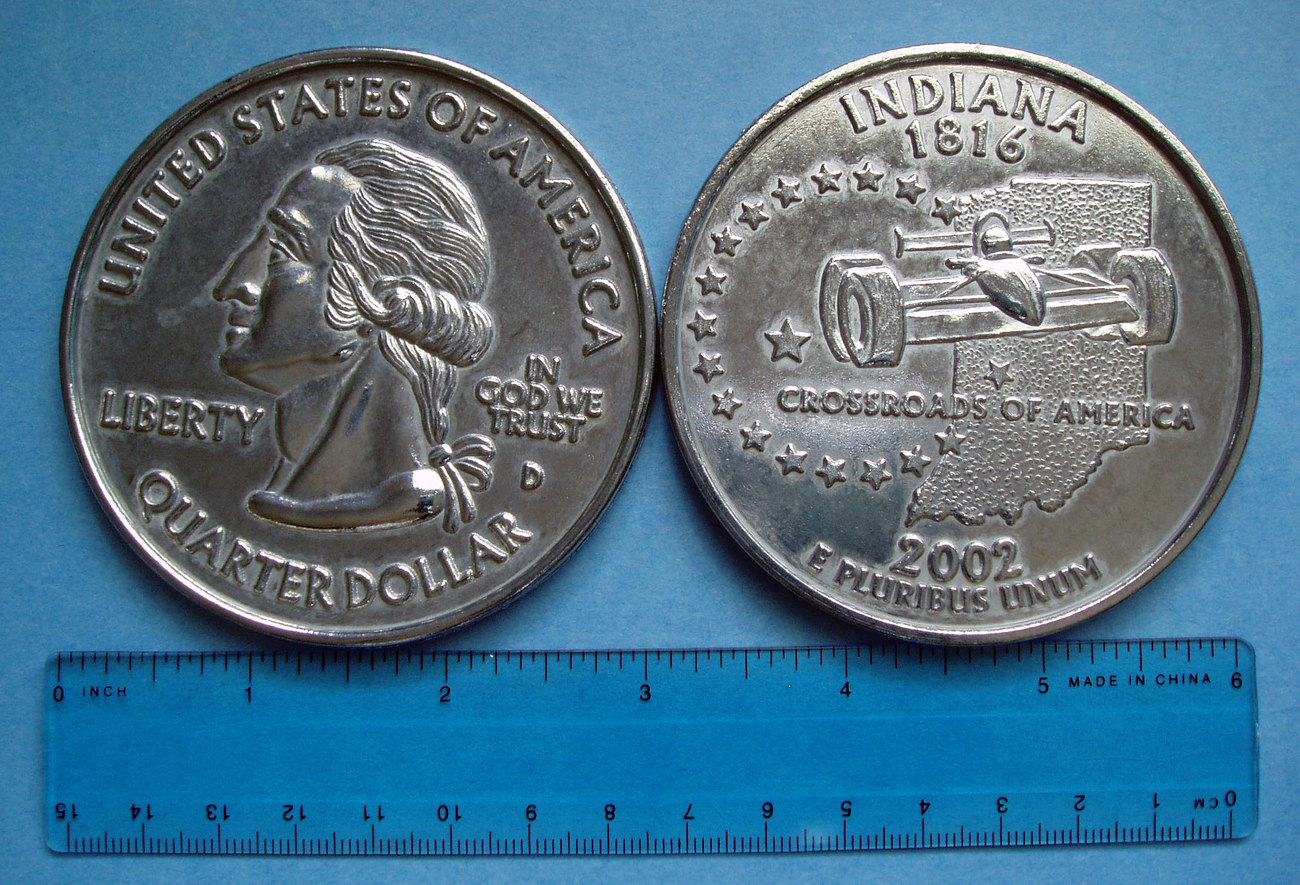 UNITED STATES OF AMERICA
LIBERTY
IN
GOD WE
TRUST
D
QUARTER DOLLAR
INDIANA
1816
CROSSROADS OF AMERICA
2002
E PLURIBUS UNUM
0 INCH 1 2 3 4 5 MADE IN CHINA 6
15 14 13 12 11 10 9 8 7 6 5 4 3 2 1 CM 0